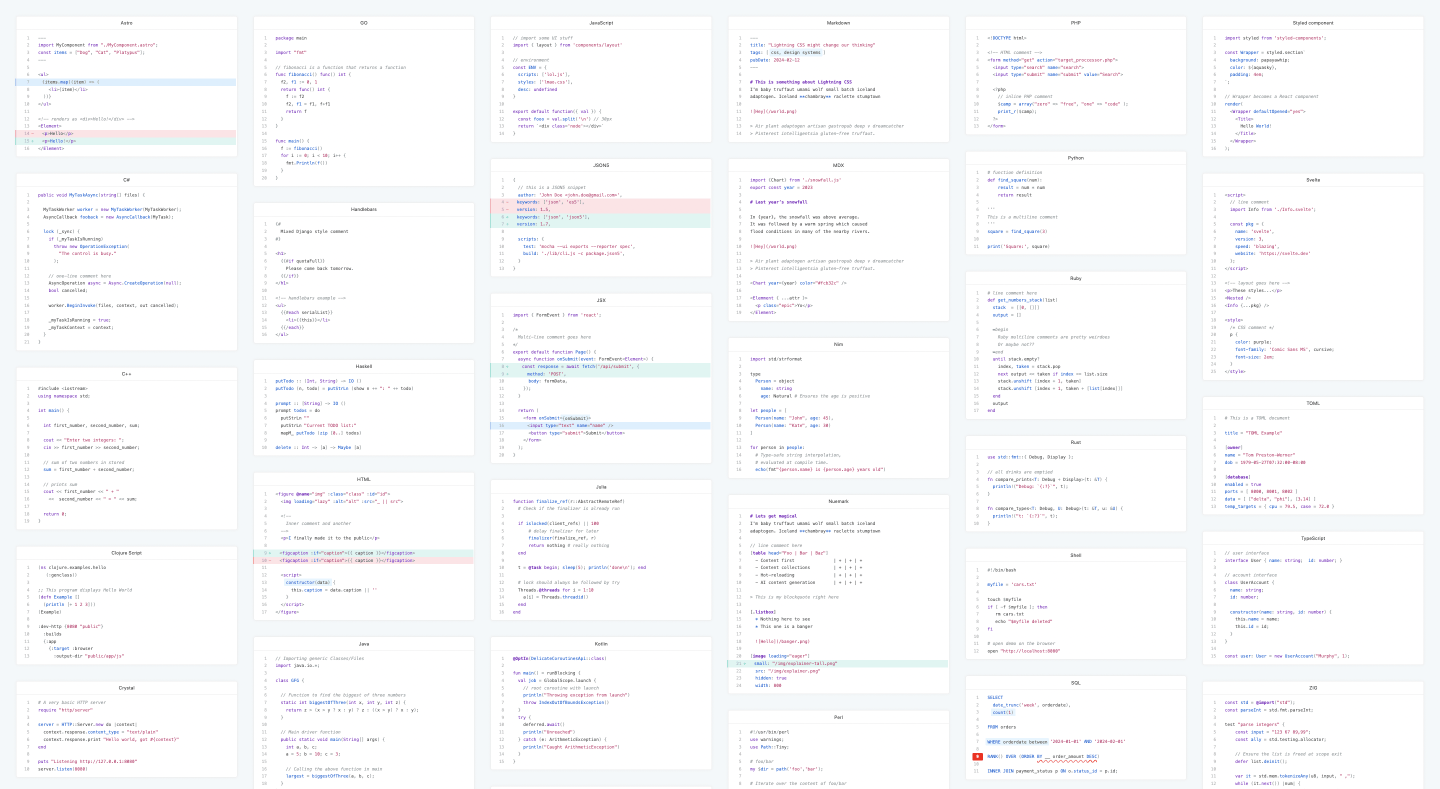 Astro
---
import MyComponent from "./MyComponent.astro";
const items = ["Dog", "Cat", "Platypus"];
---
<ul>
{items.map((item) => (
<li>{item}</li>
))}
</ul>
<!-- renders as <div>Hello!</div> -->
<Element>
<p>Hello</p>
<p>Hello!</p>
</Element>
C#
public void MyTaskAsync(string[] files) {
MyTaskWorker worker = new MyTaskWorker(MyTask);
AsyncCallback fooback = new AsyncCallback(MyTask);
lock (_sync) {
if (_myTaskIsRunning)
throw new OperationException(
"The control is busy."
);
// one-line comment here
AsyncOperation async = Async.CreateOperation(null);
bool cancelled;
worker.BeginInvoke(files, context, out cancelled);
_myTaskIsRunning = true;
_myTaskContext = context;
}
}
C++
#include <iostream>
using namespace std;
int main() {
int first_number, second_number, sum;
cout << "Enter two integers: ";
cin >> first_number >> second_number;
// sum of two numbers in stored
sum = first_number + second_number;
// prints sum
cout << first_number << " + "
<< second_number << " = " << sum;
return 0;
}
Clojure Script
(ns clojure.examples.hello
(:genclass))
;; This program displays Hello World
(defn Example []
(println [+ 1 2 3]))
(Example)
:dev-http {8000 "public"}
:builds
{:app
{:target :browser
:output-dir "public/app/js"
Crystal
# A very basic HTTP server
require "http/server"
server = HTTP::Server.new do |context|
context.response.content_type = "text/plain"
context.response.print "Hello world, got #{context}"
end
puts "Listening http://127.0.0.1:8080"
server.listen(8080)
GO
package main
import "fmt"
// fibonacci is a function that returns a function
func fibonacci() func() int {
f2, f1 := 0, 1
return func() int {
f := f2
f2, f1 = f1, f+f1
return f
}
}
func main() {
f := fibonacci()
for i := 0; i < 10; i++ {
fmt.Println(f())
}
}
Handlebars
{#
Mixed Django style comment
#}
<h1>
{{#if quotaFull}}
Please come back tomorrow.
{{/if}}
</h1>
<!-- handlebars example -->
<ul>
{{#each serialList}}
<li>{{this}}</li>
{{/each}}
</ul>
Haskell
putTodo :: (Int, String) -> IO ()
putTodo (n, todo) = putStrLn (show n ++ ": " ++ todo)
prompt :: [String] -> IO ()
prompt todos = do
putStrLn ""
putStrLn "Current TODO list:"
mapM_ putTodo (zip [0..] todos)
delete :: Int -> [a] -> Maybe [a]
HTML
<figure @name="img" :class="class" :id="id">
<img loading="lazy" :alt="alt" :src="_ || src">
<!--
Inner comment and another
-->
<p>I finally made it to the public</p>
<figcaption :if="caption">{{ caption }}</figcaption>
<figcaption :if="caption">{{ caption }}</figcaption>
<script>
constructor(data) {
this.caption = data.caption || ''
}
</script>
</figure>
Java
// Importing generic Classes/Files
import java.io.*;
class GFG {
// Function to find the biggest of three numbers
static int biggestOfThree(int x, int y, int z) {
return z > (x > y ? x : y) ? z : ((x > y) ? x : y);
}
// Main driver function
public static void main(String[] args) {
int a, b, c;
a = 5; b = 10; c = 3;
// Calling the above function in main
largest = biggestOfThree(a, b, c);
JavaScript
// import some UI stuff
import { layout } from 'components/layout'
// environment
const ENV = {
scripts: ['lol.js'],
styles: ['lmao.css'],
desc: undefined
}
export default function({ val }) {
const foos = val.split('\n') // 30px
return `<div class="node"></div>`
}
JSON5
{
// this is a JSON5 snippet
author: 'John Doe <john.doe@gmail.com>',
keywords: ['json', 'es5'],
version: 1.5,
keywords: ['json', 'json5'],
version: 1.7,
scripts: {
test: 'mocha --ui exports --reporter spec',
build: './lib/cli.js -c package.json5',
}
}
JSX
import { FormEvent } from 'react';
/*
Multi-line comment goes here
*/
export default function Page() {
async function onSubmit(event: FormEvent<Element>) {
const response = await fetch('/api/submit', {
method: 'POST',
body: formData,
});
}
return (
<form onSubmit={onSubmit}>
<input type="text" name="name" />
<button type="submit">Submit</button>
</form>
);
}
Julia
function finalize_ref(r::AbstractRemoteRef)
# Check if the finalizer is already run
if islocked(client_refs) || !00
# delay finalizer for later
finalizer(finalize_ref, r)
return nothing # really nothing
end
t = @task begin; sleep(5); println('done\n'); end
# lock should always be followed by try
Threads.@threads for i = 1:10
a[i] = Threads.threadid()
end
end
Kotlin
@OptIn(DelicateCoroutinesApi::class)
fun main() = runBlocking {
val job = GlobalScope.launch {
// root coroutine with launch
println("Throwing exception from launch")
throw IndexOutOfBoundsException()
}
try {
deferred.await()
println("Unreached")
} catch (e: ArithmeticException) {
println("Caught ArithmeticException")
}
}
Markdown
---
title: "Lightning CSS might change our thinking"
tags: [ css, design systems ]
pubDate: 2024-02-12
---
# This is something about Lightning CSS
I'm baby truffaut umami wolf small batch iceland
adaptogen. Iceland **chambray** raclette stumptown
![Hey](/world.png)
> Air plant adaptogen artisan gastropod deep v dreamcatcher
> Pinterest intelligentsia gluten-free truffaut.
MDX
import {Chart} from './snowfall.js'
export const year = 2023
# Last year's snowfall
In {year}, the snowfall was above average.
It was followed by a warm spring which caused
flood conditions in many of the nearby rivers.
![Hey](/world.png)
> Air plant adaptogen artisan gastropod deep v dreamcatcher
> Pinterest intelligentsia gluten-free truffaut.
<Chart year={year} color="#fcb32c" />
<Element { ...attr }>
<p class="epic">Yo</p>
</Element>
Nim
import std/strformat
type
Person = object
name: string
age: Natural # Ensures the age is positive
let people = [
Person(name: "John", age: 45),
Person(name: "Kate", age: 30)
]
for person in people:
# Type-safe string interpolation,
# evaluated at compile time.
echo(fmt"{person.name} is {person.age} years old")
Nuemark
# Lets get magical
I'm baby truffaut umami wolf small batch iceland
adaptogen. Iceland **chambray** raclette stumptown
// line comment here
[table head="Foo | Bar | Baz"]
- Content first | + | + | +
- Content collections | + | + | +
- Hot-reloading | + | + | +
- AI content generation | + | + | +
> This is my blockquote right here
[.listbox]
* Nothing here to see
* This one is a banger
![Hello](/banger.png)
[image loading="eager"]
small: "/img/explainer-tall.png"
src: "/img/explainer.png"
hidden: true
width: 800
Perl
#!/usr/bin/perl
use warnings;
use Path::Tiny;
# foo/bar
my $dir = path('foo','bar');
# Iterate over the content of foo/bar
PHP
<!DOCTYPE html>
<!-- HTML comment -->
<form method="get" action="target_proccessor.php">
<input type="search" name="search">
<input type="submit" name="submit" value="Search">
<?php
// inline PHP comment
$camp = array("zero" => "free", "one" => "code" );
print_r($camp);
?>
</form>
Python
# function definition
def find_square(num):
result = num * num
return result
'''
This is a multiline comment
'''
square = find_square(3)
print('Square:', square)
Ruby
# Line comment here
def get_numbers_stack(list)
stack = [[0, []]]
output = []
=begin
Ruby multiline comments are pretty weirdous
Or maybe not??
=end
until stack.empty?
index, taken = stack.pop
next output << taken if index == list.size
stack.unshift [index + 1, taken]
stack.unshift [index + 1, taken + [list[index]]]
end
output
end
Rust
use std::fmt::{ Debug, Display };
// all drinks are emptied
fn compare_prints<T: Debug + Display>(t: &T) {
println!("Debug: `{:?}`", t);
}
fn compare_types<T: Debug, U: Debug>(t: &T, u: &U) {
println!("t: `{:?}`", t);
}
Shell
#!/bin/bash
myfile = 'cars.txt'
touch $myfile
if [ -f $myfile ]; then
rm cars.txt
echo "$myfile deleted"
fi
# open demo on the browser
open "http://localhost:8080"
SQL
SELECT
date_trunc('week', orderdate),
count(1)
FROM orders
WHERE orderdate between '2024-01-01' AND '2024-02-01'
RANK() OVER (ORDER BY __ order_amount DESC)
INNER JOIN payment_status p ON o.status_id = p.id;
Styled component
import styled from 'styled-components';
const Wrapper = styled.section`
background: papayawhip;
color: ${aquasky},
padding: 4em;
`;
// Wrapper becomes a React component
render(
<Wrapper defaultOpen="yes">
<Title>
Hello World!
</Title>
</Wrapper>
);
Svelte
<script>
// line comment
import Info from './Info.svelte';
const pkg = {
name: 'svelte',
version: 3,
speed: 'blazing',
website: 'https://svelte.dev'
};
</script>
<!-- layout goes here -->
<p>These styles...</p>
<Nested />
<Info {...pkg} />
<style>
/* CSS comment */
p {
color: purple;
font-family: 'Comic Sans MS', cursive;
font-size: 2em;
}
</style>
TOML
# This is a TOML document
title = "TOML Example"
[owner]
name = "Tom Preston-Werner"
dob = 1979-05-27T07:32:00-08:00
[database]
enabled = true
ports = [ 8000, 8001, 8002 ]
data = [ ["delta", "phi"], [3.14] ]
temp_targets = { cpu = 79.5, case = 72.0 }
TypeScript
// user interface
interface User { name: string; id: number; }
// account interface
class UserAccount {
name: string;
id: number;
constructor(name: string, id: number) {
this.name = name;
this.id = id;
}
}
const user: User = new UserAccount("Murphy", 1);
ZIG
const std = @import("std");
const parseInt = std.fmt.parseInt;
test "parse integers" {
const input = "123 67 89,99";
const ally = std.testing.allocator;
// Ensure the list is freed at scope exit
defer list.deinit();
var it = std.mem.tokenizeAny(u8, input, " ,");
while (it.next()) |num| {